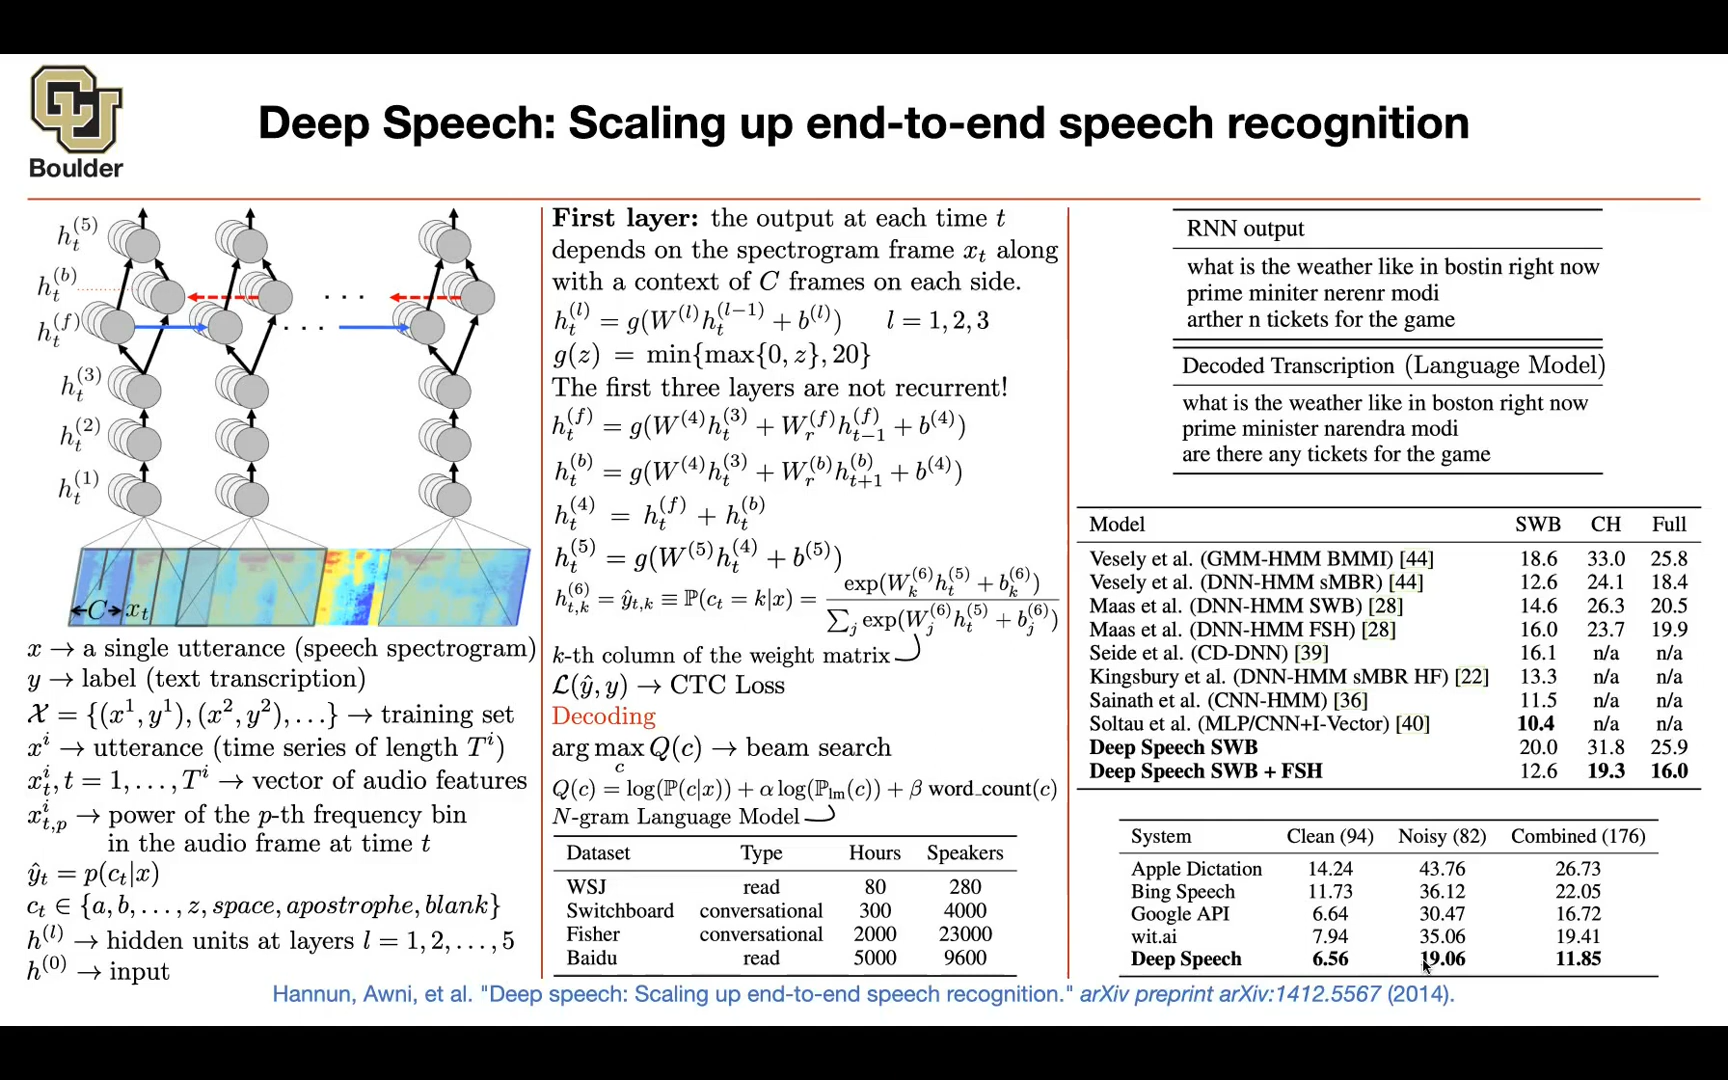 Boulder
Deep Speech: Scaling up end-to-end speech recognition
h_t^{(5)}
h_t^{(b)}
h_t^{(f)}
h_t^{(3)}
h_t^{(2)}
h_t^{(1)}
C x_t
x → a single utterance (speech spectrogram)
y → label (text transcription)
𝒳 = {(x^1, y^1), (x^2, y^2), ...} → training set
x^i → utterance (time series of length T^i)
x_t^i, t = 1, ..., T^i → vector of audio features
x_{t,p}^i → power of the p-th frequency bin
in the audio frame at time t
ŷ_t = p(c_t|x)
c_t ∈ {a, b, ..., z, space, apostrophe, blank}
h^{(l)} → hidden units at layers l = 1, 2, ..., 5
h^{(0)} → input
First layer: the output at each time t
depends on the spectrogram frame x_t along
with a context of C frames on each side.
h_t^{(l)} = g(W^{(l)} h_t^{(l-1)} + b^{(l)}) l = 1, 2, 3
g(z) = min{max{0, z}, 20}
The first three layers are not recurrent!
h_t^{(f)} = g(W^{(4)} h_t^{(3)} + W_r^{(f)} h_{t-1}^{(f)} + b^{(4)})
h_t^{(b)} = g(W^{(4)} h_t^{(3)} + W_r^{(b)} h_{t+1}^{(b)} + b^{(4)})
h_t^{(4)} = h_t^{(f)} + h_t^{(b)}
h_t^{(5)} = g(W^{(5)} h_t^{(4)} + b^{(5)})
h_{t,k}^{(6)} = ŷ_{t,k} ≡ ℙ(c_t = k|x) = exp(W_k^{(6)} h_t^{(5)} + b_k^{(6)}) / ∑_j exp(W_j^{(6)} h_t^{(5)} + b_j^{(6)})
k-th column of the weight matrix
ℒ(ŷ, y) → CTC Loss
Decoding
arg max_c Q(c) → beam search
Q(c) = log(ℙ(c|x)) + α log(ℙ_lm(c)) + β word_count(c)
N-gram Language Model
Dataset Type Hours Speakers
WSJ read 80 280
Switchboard conversational 300 4000
Fisher conversational 2000 23000
Baidu read 5000 9600
RNN output
what is the weather like in bostin right now
prime miniter nerenr modi
arther n tickets for the game
Decoded Transcription (Language Model)
what is the weather like in boston right now
prime minister narendra modi
are there any tickets for the game
Model SWB CH Full
Vesely et al. (GMM-HMM BMMI) [44] 18.6 33.0 25.8
Vesely et al. (DNN-HMM sMBR) [44] 12.6 24.1 18.4
Maas et al. (DNN-HMM SWB) [28] 14.6 26.3 20.5
Maas et al. (DNN-HMM FSH) [28] 16.0 23.7 19.9
Seide et al. (CD-DNN) [39] 16.1 n/a n/a
Kingsbury et al. (DNN-HMM sMBR HF) [22] 13.3 n/a n/a
Sainath et al. (CNN-HMM) [36] 11.5 n/a n/a
Soltau et al. (MLP/CNN+I-Vector) [40] 10.4 n/a n/a
Deep Speech SWB 20.0 31.8 25.9
Deep Speech SWB + FSH 12.6 19.3 16.0
System Clean (94) Noisy (82) Combined (176)
Apple Dictation 14.24 43.76 26.73
Bing Speech 11.73 36.12 22.05
Google API 6.64 30.47 16.72
wit.ai 7.94 35.06 19.41
Deep Speech 6.56 19.06 11.85
Hannun, Awni, et al. "Deep speech: Scaling up end-to-end speech recognition." arXiv preprint arXiv:1412.5567 (2014).